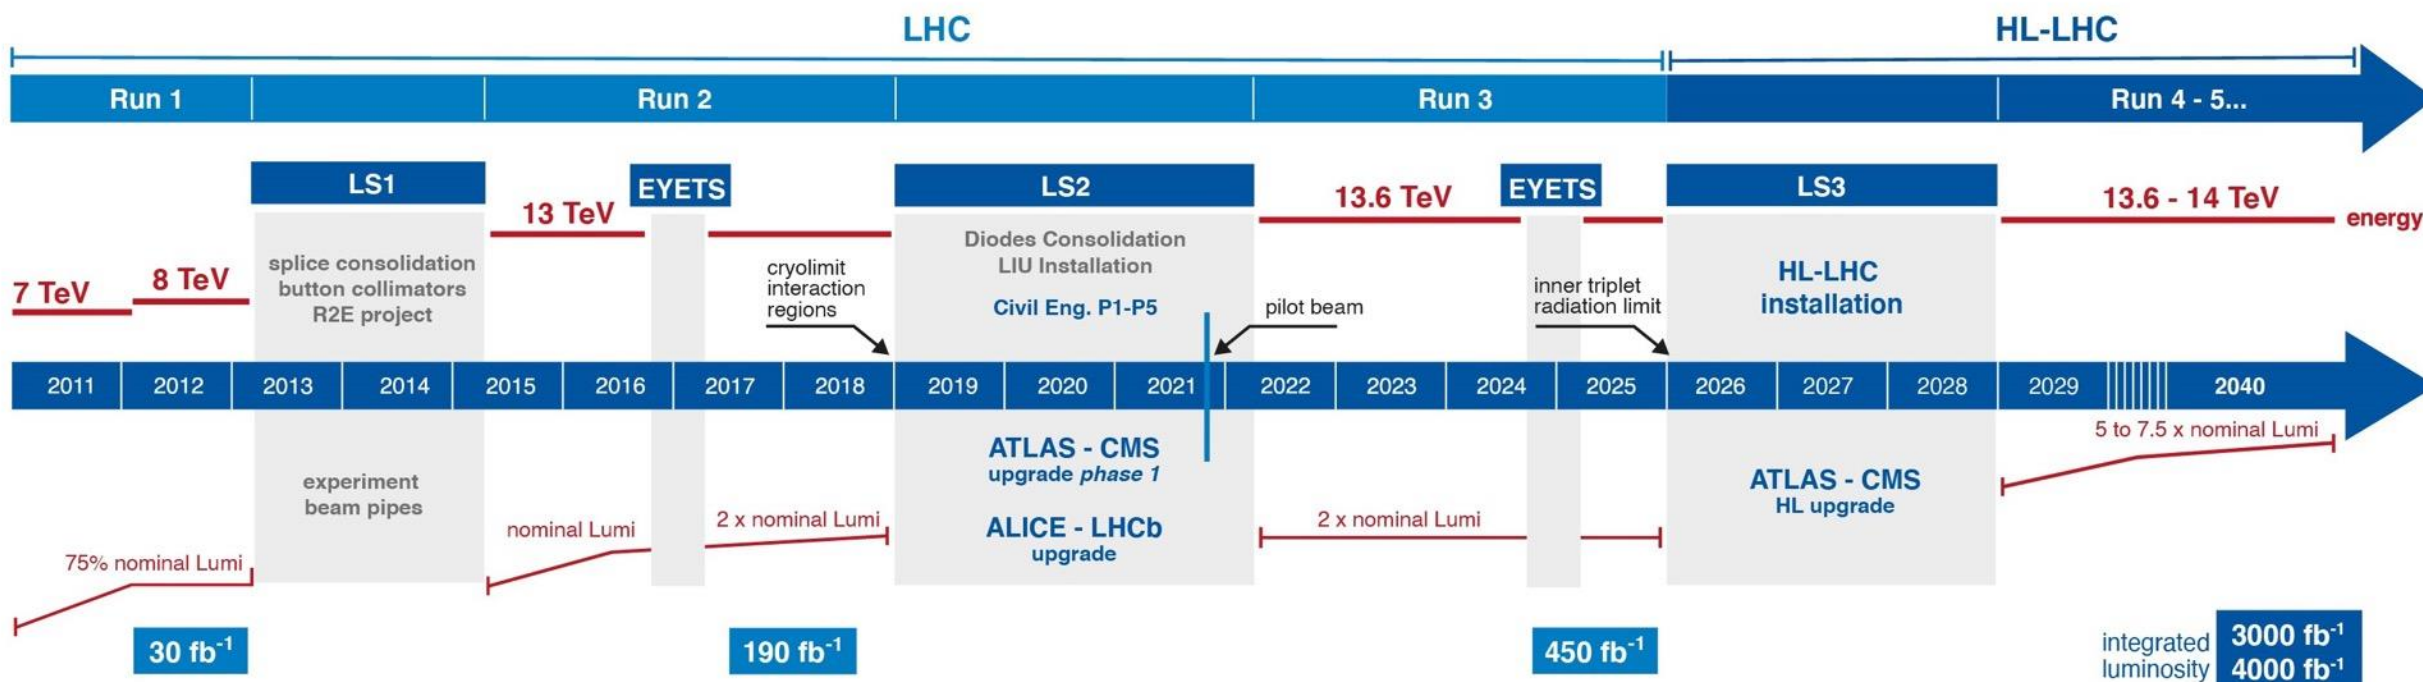 LHC
HL-LHC
Run 1
Run 2
Run 3
Run 4 - 5...
LS1
EYETS
LS2
EYETS
LS3
13 TeV
13.6 TeV
13.6 - 14 TeV
energy
7 TeV
8 TeV
splice consolidation
button collimators
R2E project
cryolimit
interaction
regions
Diodes Consolidation
LIU Installation
Civil Eng. P1-P5
pilot beam
inner triplet
radiation limit
HL-LHC
installation
2011 2012 2013 2014 2015 2016 2017 2018 2019 2020 2021 2022 2023 2024 2025 2026 2027 2028 2029 2040
5 to 7.5 x nominal Lumi
experiment
beam pipes
ATLAS - CMS
upgrade phase 1
ALICE - LHCb
upgrade
ATLAS - CMS
HL upgrade
75% nominal Lumi
nominal Lumi
2 x nominal Lumi
2 x nominal Lumi
30 fb⁻¹
190 fb⁻¹
450 fb⁻¹
integrated
luminosity
3000 fb⁻¹
4000 fb⁻¹